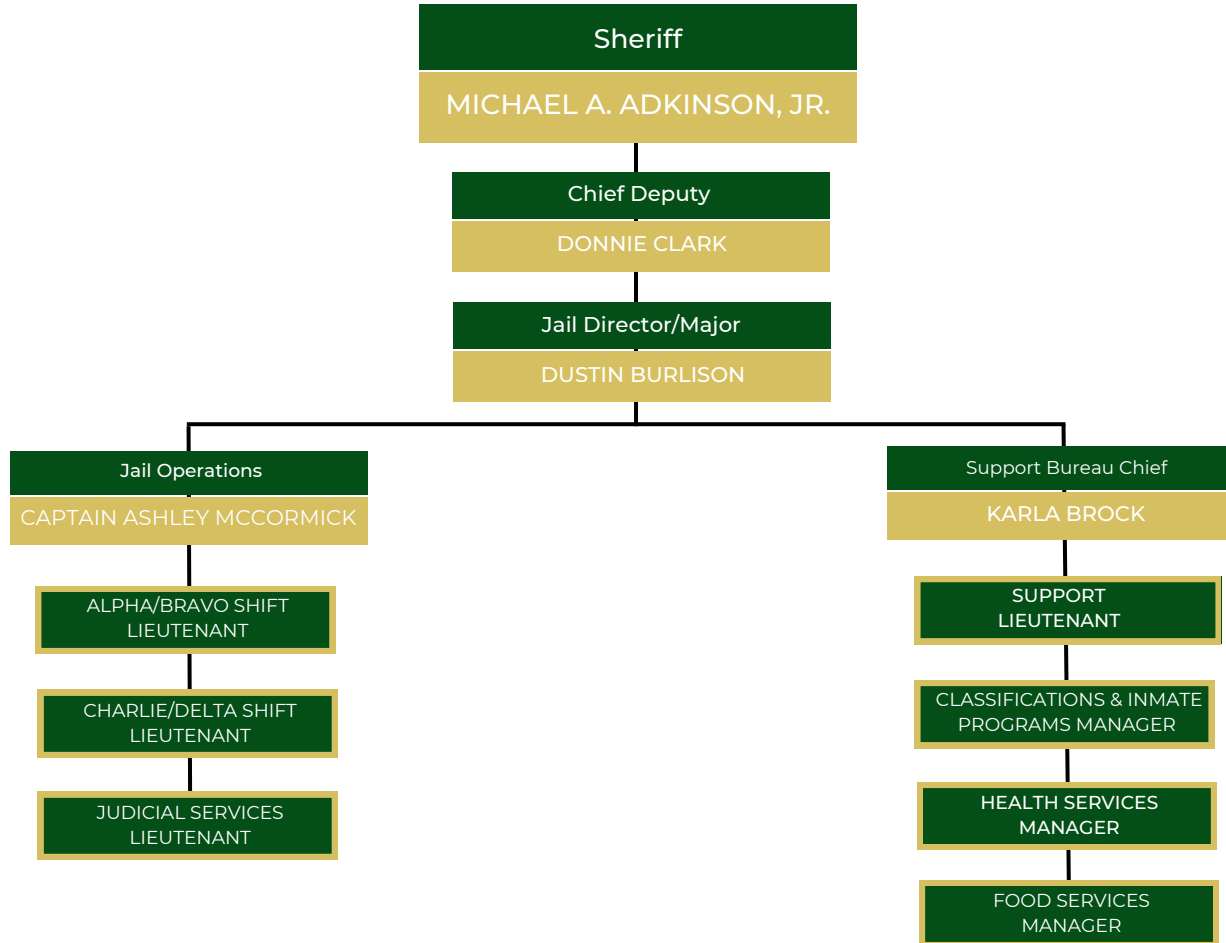 Sheriff
MICHAEL A. ADKINSON, JR.
Chief Deputy
DONNIE CLARK
Jail Director/Major
DUSTIN BURLISON
Jail Operations
CAPTAIN ASHLEY MCCORMICK
ALPHA/BRAVO SHIFT
LIEUTENANT
CHARLIE/DELTA SHIFT
LIEUTENANT
JUDICIAL SERVICES
LIEUTENANT
Support Bureau Chief
KARLA BROCK
SUPPORT
LIEUTENANT
CLASSIFICATIONS & INMATE
PROGRAMS MANAGER
HEALTH SERVICES
MANAGER
FOOD SERVICES
MANAGER